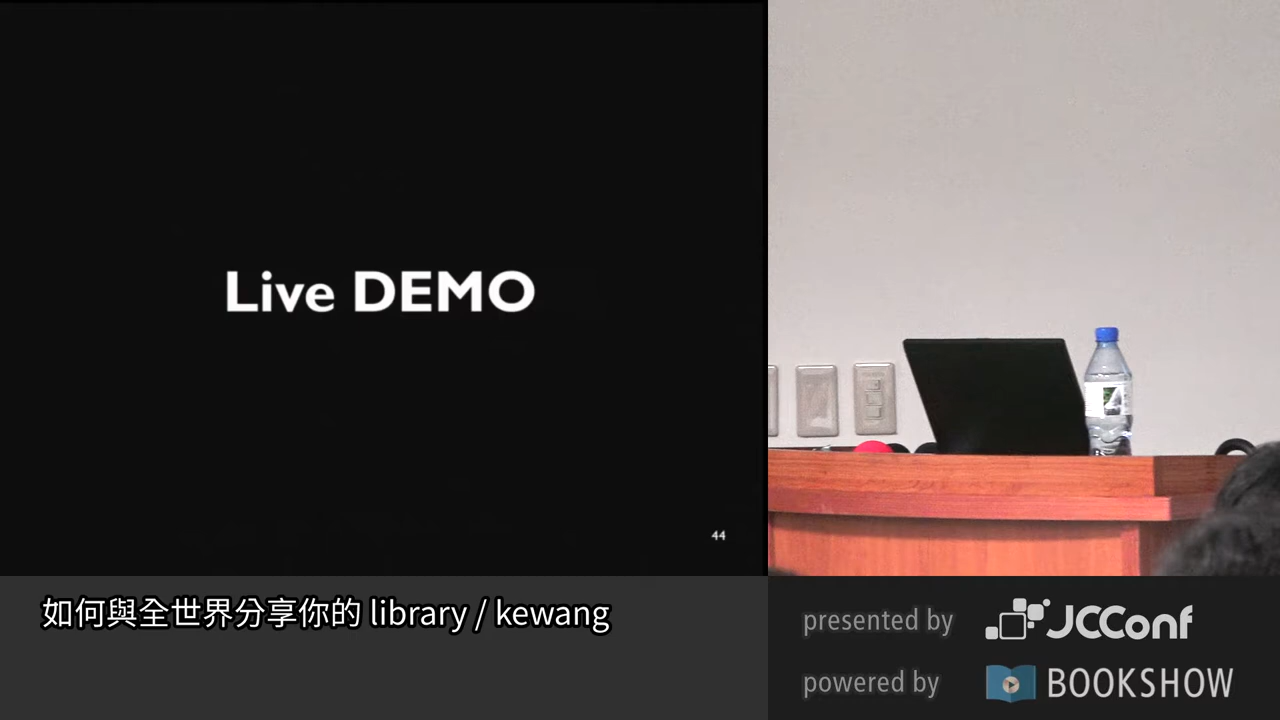 Live DEMO
44
如何與全世界分享你的 library / kewang
presented by JCConf
powered by BOOKSHOW